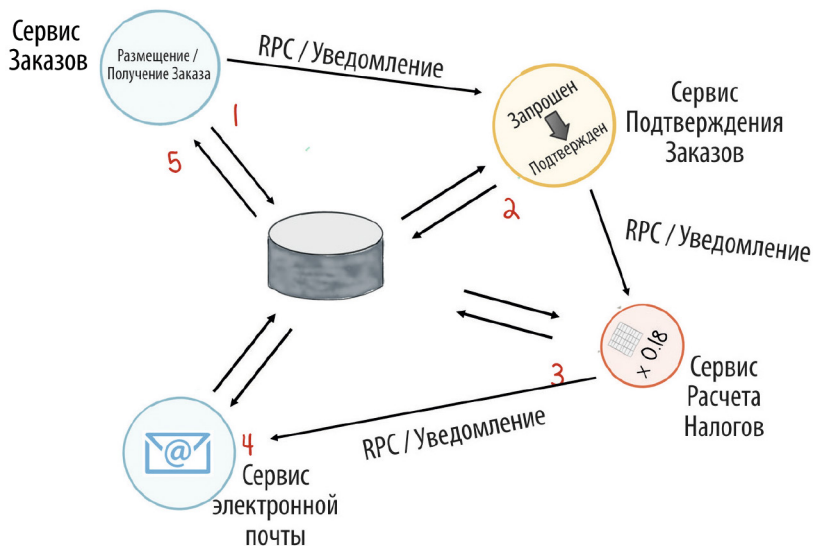 Сервис
Заказов
Размещение /
Получение Заказа
RPC / Уведомление
Запрошен
Подтвержден
Сервис
Подтверждения
Заказов
1
5
2
RPC / Уведомление
x 0.18
3
Сервис
Расчета
Налогов
RPC / Уведомление
@
4
Сервис
электронной
почты